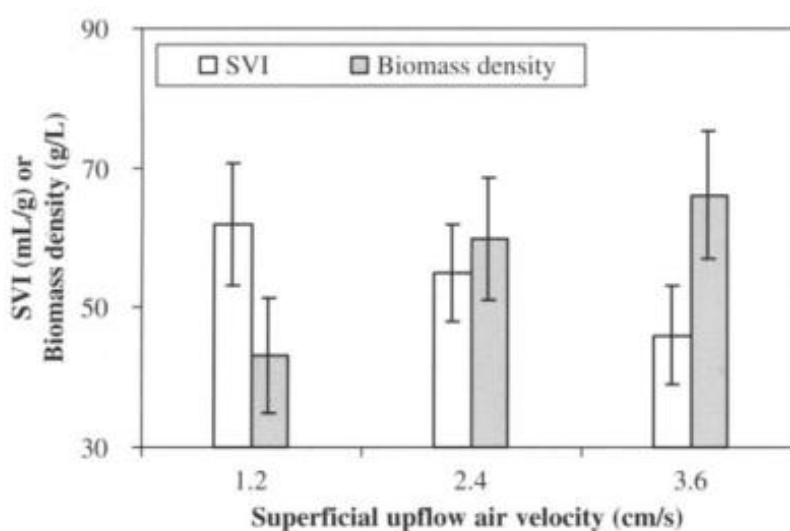 90
SVI Biomass density
70
50
30
SVI (mL/g) or
Biomass density (g/L)
1.2 2.4 3.6
Superficial upflow air velocity (cm/s)